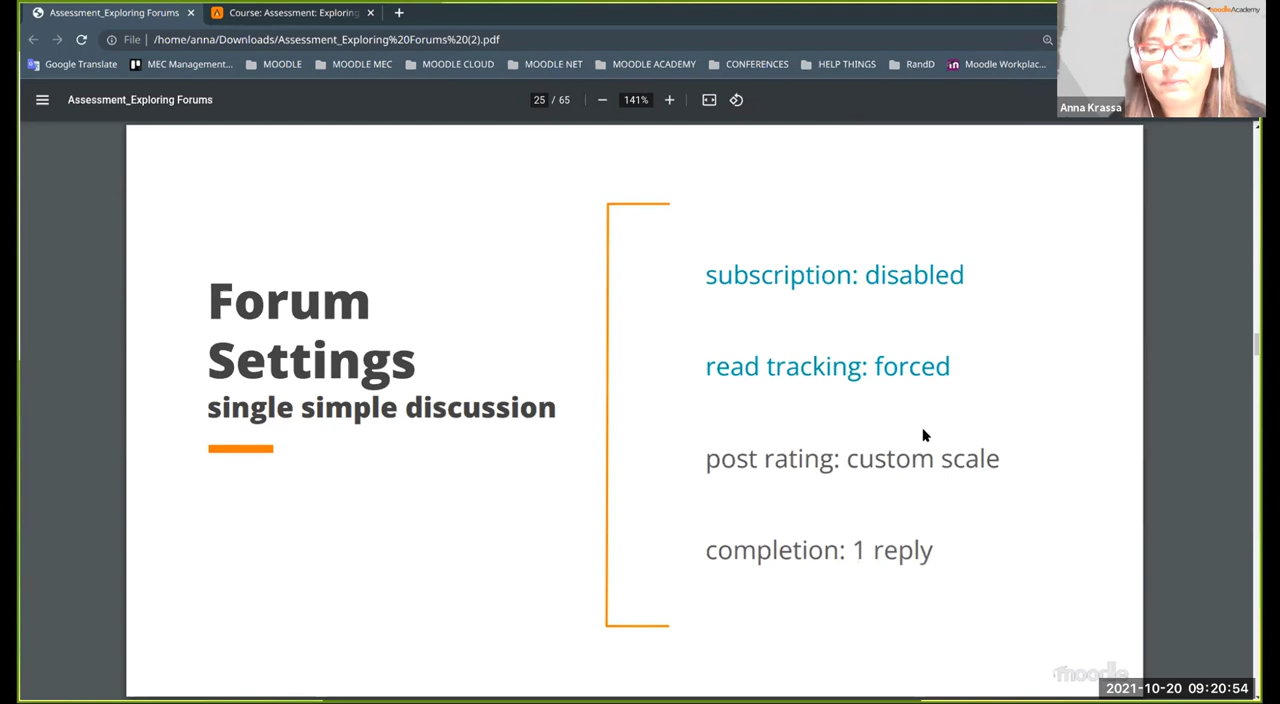 Assessment_Exploring Forums
Course: Assessment: Exploring
File
/home/anna/Downloads/Assessment_Exploring%20Forums%20(2).pdf
Google Translate
MEC Management...
MOODLE
MOODLE MEC
MOODLE CLOUD
MOODLE NET
MOODLE ACADEMY
CONFERENCES
HELP THINGS
RandD
Moodle Workplac...
Assessment_Exploring Forums
25 / 65
141%
moodleAcademy
Anna Krassa
Forum
Settings
single simple discussion
subscription: disabled
read tracking: forced
post rating: custom scale
completion: 1 reply
moodle
2021-10-20 09:20:54